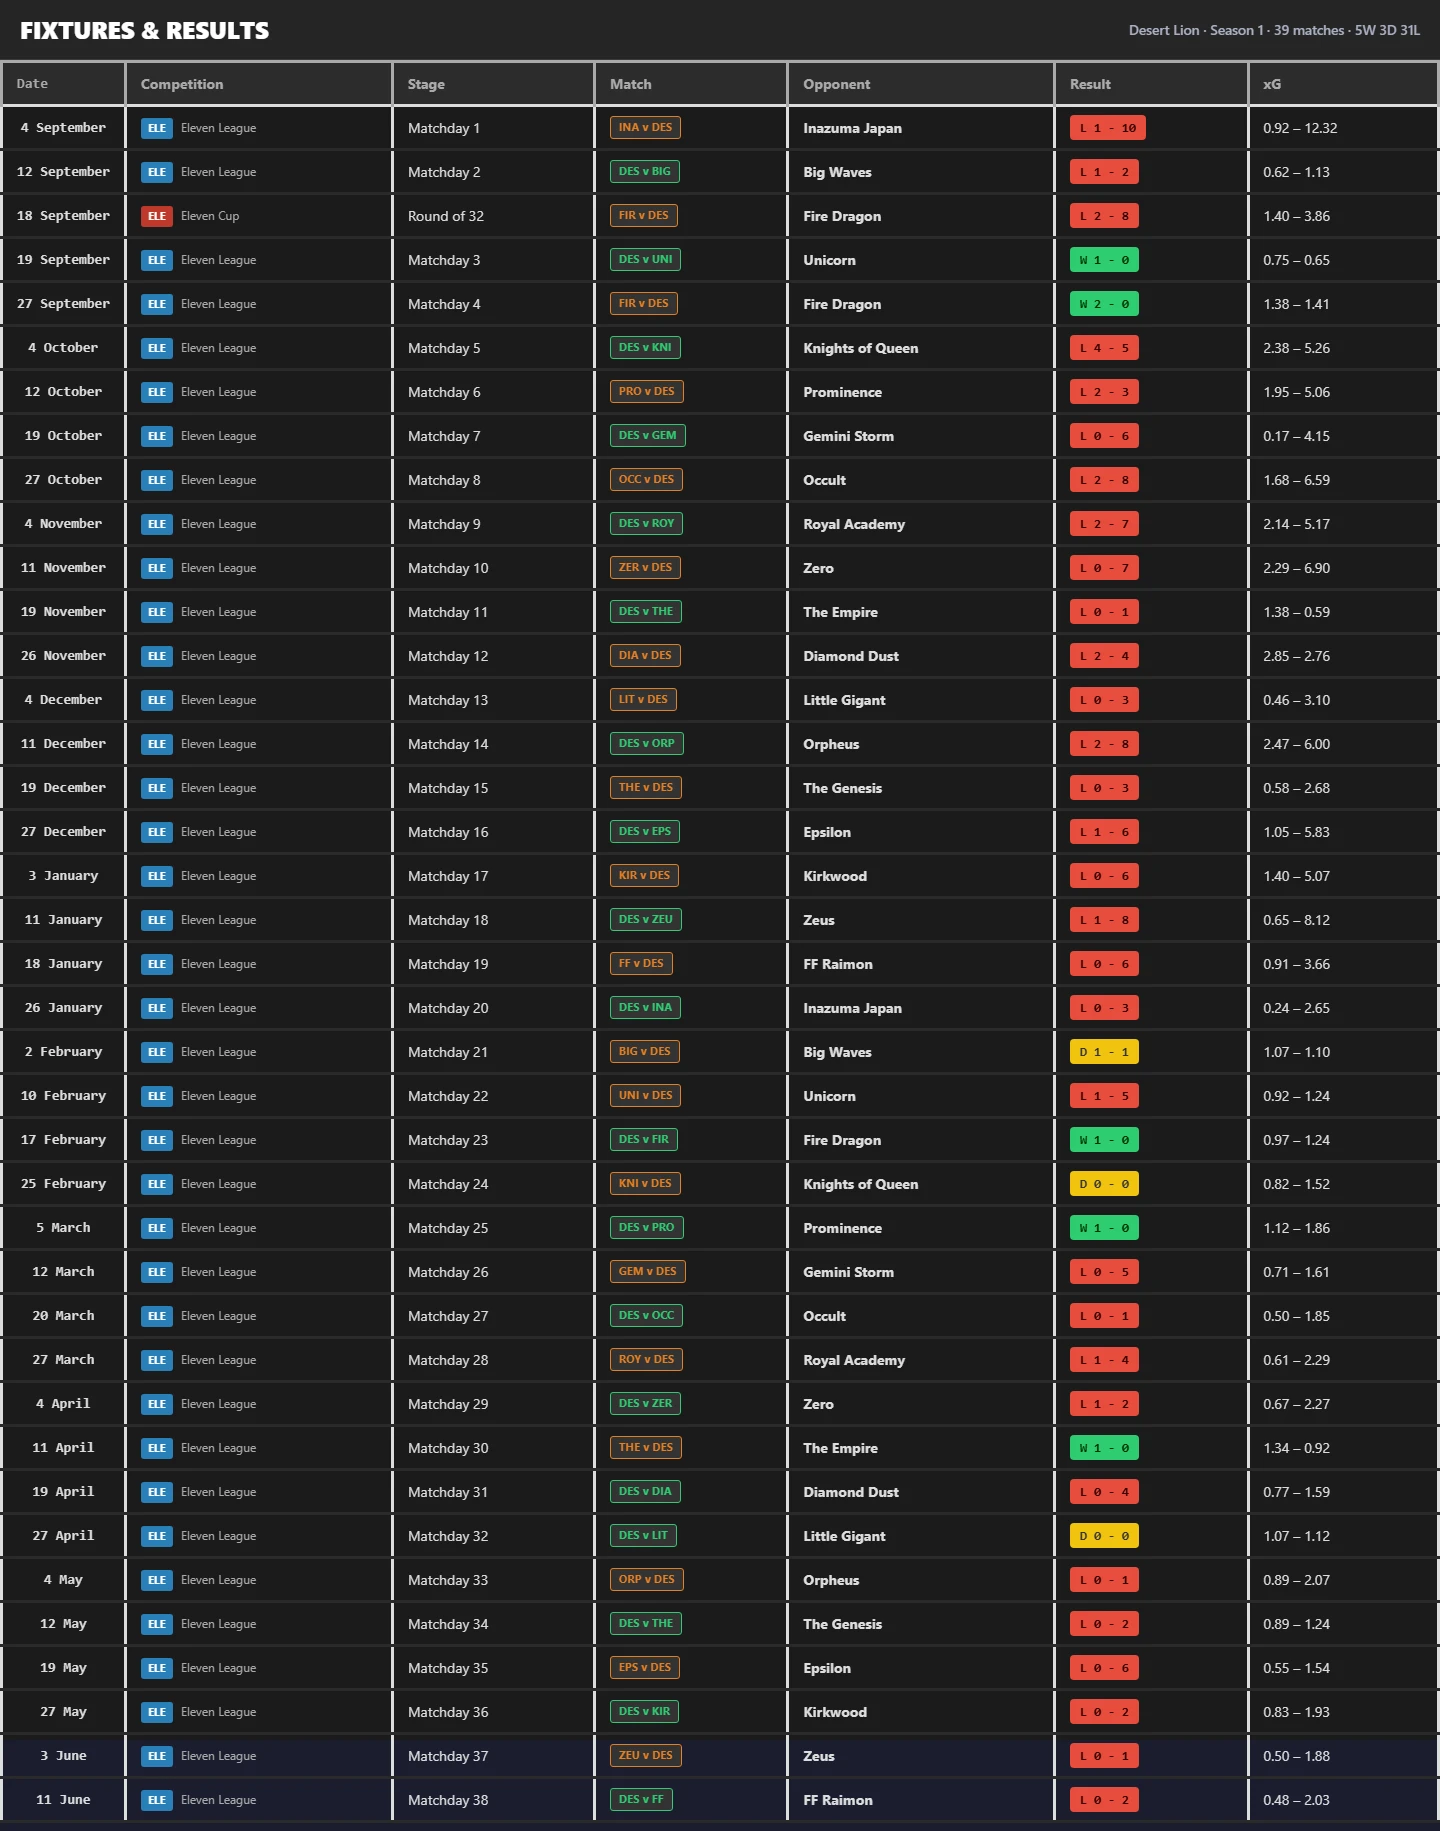 FIXTURES & RESULTS
Desert Lion · Season 1 · 39 matches · 5W 3D 31L
Date Competition Stage Match Opponent Result xG
4 September ELE Eleven League Matchday 1 INA v DES Inazuma Japan L 1 - 10 0.92 – 12.32
12 September ELE Eleven League Matchday 2 DES v BIG Big Waves L 1 - 2 0.62 – 1.13
18 September ELE Eleven Cup Round of 32 FIR v DES Fire Dragon L 2 - 8 1.40 – 3.86
19 September ELE Eleven League Matchday 3 DES v UNI Unicorn W 1 - 0 0.75 – 0.65
27 September ELE Eleven League Matchday 4 FIR v DES Fire Dragon W 2 - 0 1.38 – 1.41
4 October ELE Eleven League Matchday 5 DES v KNI Knights of Queen L 4 - 5 2.38 – 5.26
12 October ELE Eleven League Matchday 6 PRO v DES Prominence L 2 - 3 1.95 – 5.06
19 October ELE Eleven League Matchday 7 DES v GEM Gemini Storm L 0 - 6 0.17 – 4.15
27 October ELE Eleven League Matchday 8 OCC v DES Occult L 2 - 8 1.68 – 6.59
4 November ELE Eleven League Matchday 9 DES v ROY Royal Academy L 2 - 7 2.14 – 5.17
11 November ELE Eleven League Matchday 10 ZER v DES Zero L 0 - 7 2.29 – 6.90
19 November ELE Eleven League Matchday 11 DES v THE The Empire L 0 - 1 1.38 – 0.59
26 November ELE Eleven League Matchday 12 DIA v DES Diamond Dust L 2 - 4 2.85 – 2.76
4 December ELE Eleven League Matchday 13 LIT v DES Little Gigant L 0 - 3 0.46 – 3.10
11 December ELE Eleven League Matchday 14 DES v ORP Orpheus L 2 - 8 2.47 – 6.00
19 December ELE Eleven League Matchday 15 THE v DES The Genesis L 0 - 3 0.58 – 2.68
27 December ELE Eleven League Matchday 16 DES v EPS Epsilon L 1 - 6 1.05 – 5.83
3 January ELE Eleven League Matchday 17 KIR v DES Kirkwood L 0 - 6 1.40 – 5.07
11 January ELE Eleven League Matchday 18 DES v ZEU Zeus L 1 - 8 0.65 – 8.12
18 January ELE Eleven League Matchday 19 FF v DES FF Raimon L 0 - 6 0.91 – 3.66
26 January ELE Eleven League Matchday 20 DES v INA Inazuma Japan L 0 - 3 0.24 – 2.65
2 February ELE Eleven League Matchday 21 BIG v DES Big Waves D 1 - 1 1.07 – 1.10
10 February ELE Eleven League Matchday 22 UNI v DES Unicorn L 1 - 5 0.92 – 1.24
17 February ELE Eleven League Matchday 23 DES v FIR Fire Dragon W 1 - 0 0.97 – 1.24
25 February ELE Eleven League Matchday 24 KNI v DES Knights of Queen D 0 - 0 0.82 – 1.52
5 March ELE Eleven League Matchday 25 DES v PRO Prominence W 1 - 0 1.12 – 1.86
12 March ELE Eleven League Matchday 26 GEM v DES Gemini Storm L 0 - 5 0.71 – 1.61
20 March ELE Eleven League Matchday 27 DES v OCC Occult L 0 - 1 0.50 – 1.85
27 March ELE Eleven League Matchday 28 ROY v DES Royal Academy L 1 - 4 0.61 – 2.29
4 April ELE Eleven League Matchday 29 DES v ZER Zero L 1 - 2 0.67 – 2.27
11 April ELE Eleven League Matchday 30 THE v DES The Empire W 1 - 0 1.34 – 0.92
19 April ELE Eleven League Matchday 31 DES v DIA Diamond Dust L 0 - 4 0.77 – 1.59
27 April ELE Eleven League Matchday 32 DES v LIT Little Gigant D 0 - 0 1.07 – 1.12
4 May ELE Eleven League Matchday 33 ORP v DES Orpheus L 0 - 1 0.89 – 2.07
12 May ELE Eleven League Matchday 34 DES v THE The Genesis L 0 - 2 0.89 – 1.24
19 May ELE Eleven League Matchday 35 EPS v DES Epsilon L 0 - 6 0.55 – 1.54
27 May ELE Eleven League Matchday 36 DES v KIR Kirkwood L 0 - 2 0.83 – 1.93
3 June ELE Eleven League Matchday 37 ZEU v DES Zeus L 0 - 1 0.50 – 1.88
11 June ELE Eleven League Matchday 38 DES v FF FF Raimon L 0 - 2 0.48 – 2.03